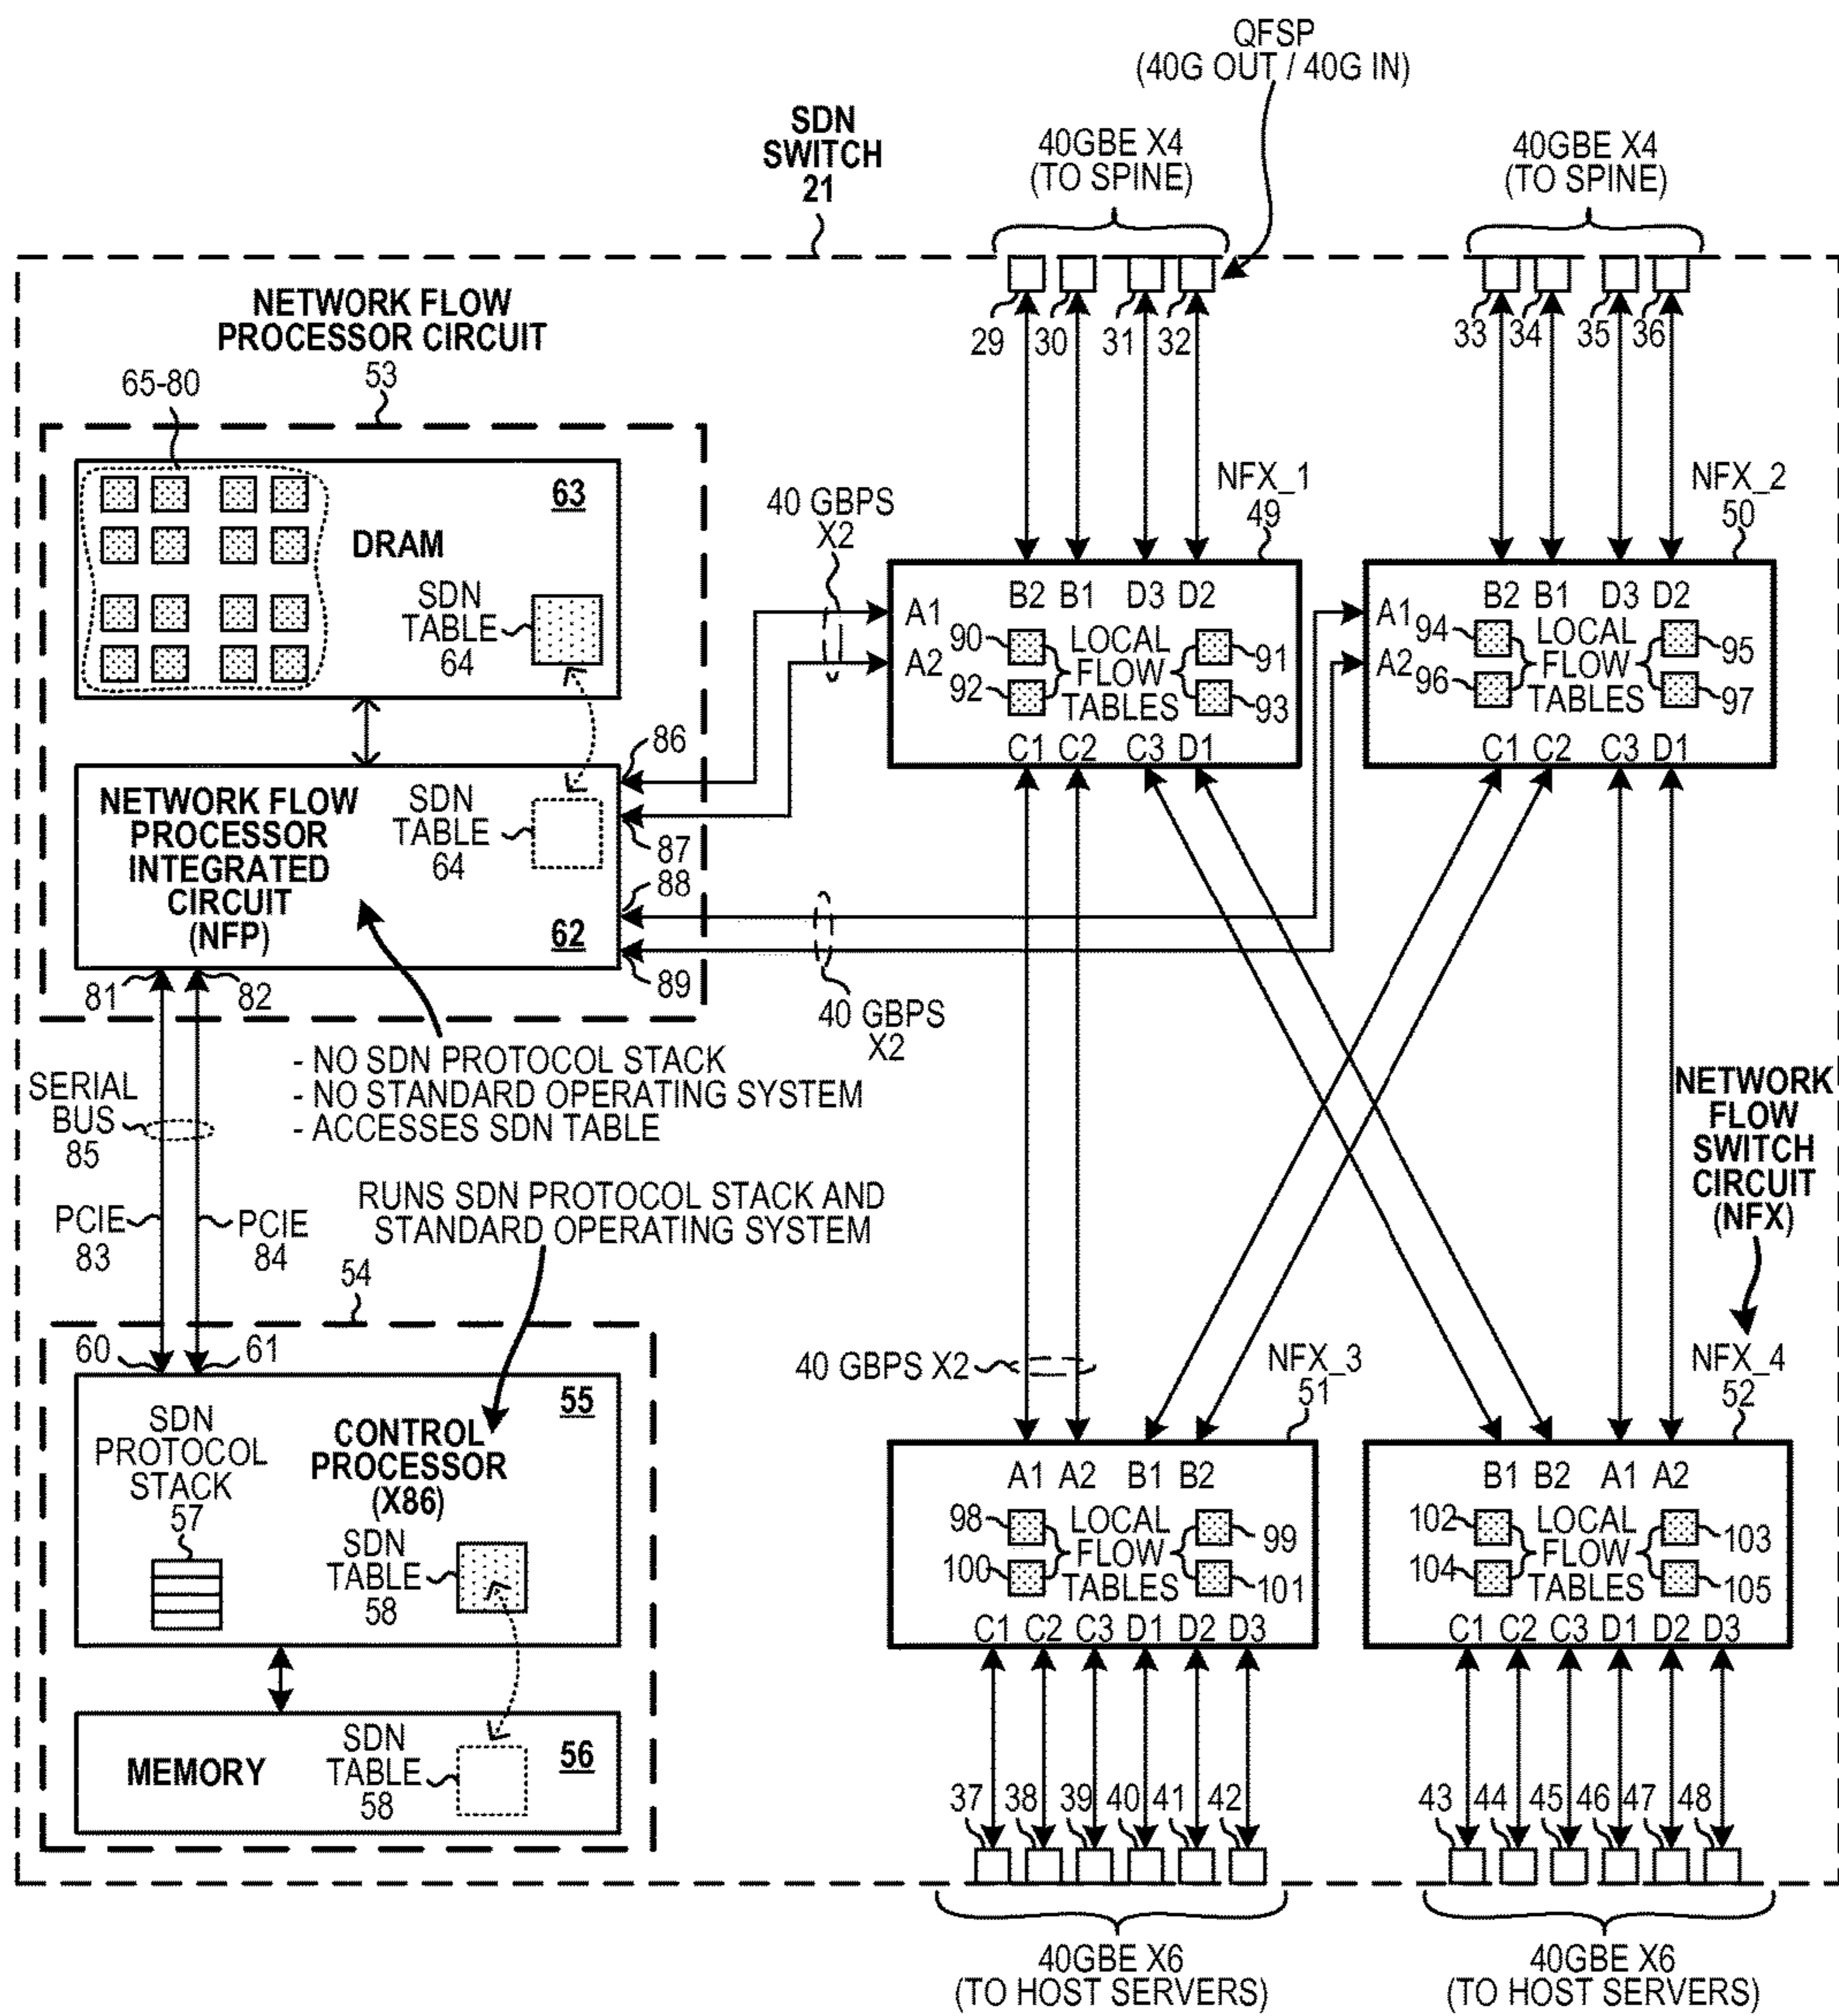 QFSP
(40G OUT / 40G IN)
SDN
SWITCH
21
40GBE X4
(TO SPINE)
40GBE X4
(TO SPINE)
29
30
31
32
33
34
35
36
NETWORK FLOW
PROCESSOR CIRCUIT
53
65-80
63
DRAM
SDN
TABLE
64
40 GBPS
X2
NFX_1
49
A1
A2
B2 B1 D3 D2
90
92
LOCAL
FLOW
TABLES
91
93
C1 C2 C3 D1
NFX_2
50
A1
A2
B2 B1 D3 D2
94
96
LOCAL
FLOW
TABLES
95
97
C1 C2 C3 D1
NETWORK FLOW
PROCESSOR
INTEGRATED
CIRCUIT
(NFP)
SDN
TABLE
64
62
86
87
88
89
40 GBPS
X2
81
82
- NO SDN PROTOCOL STACK
- NO STANDARD OPERATING SYSTEM
- ACCESSES SDN TABLE
SERIAL
BUS
85
PCIE
83
PCIE
84
RUNS SDN PROTOCOL STACK AND
STANDARD OPERATING SYSTEM
54
60
61
55
SDN
PROTOCOL
STACK
57
CONTROL
PROCESSOR
(X86)
SDN
TABLE
58
MEMORY
SDN
TABLE
58
56
NETWORK
FLOW
SWITCH
CIRCUIT
(NFX)
40 GBPS X2
NFX_3
51
A1 A2 B1 B2
98
100
LOCAL
FLOW
TABLES
99
101
C1 C2 C3 D1 D2 D3
NFX_4
52
B1 B2 A1 A2
102
104
LOCAL
FLOW
TABLES
103
105
C1 C2 C3 D1 D2 D3
37
38
39
40
41
42
43
44
45
46
47
48
40GBE X6
(TO HOST SERVERS)
40GBE X6
(TO HOST SERVERS)